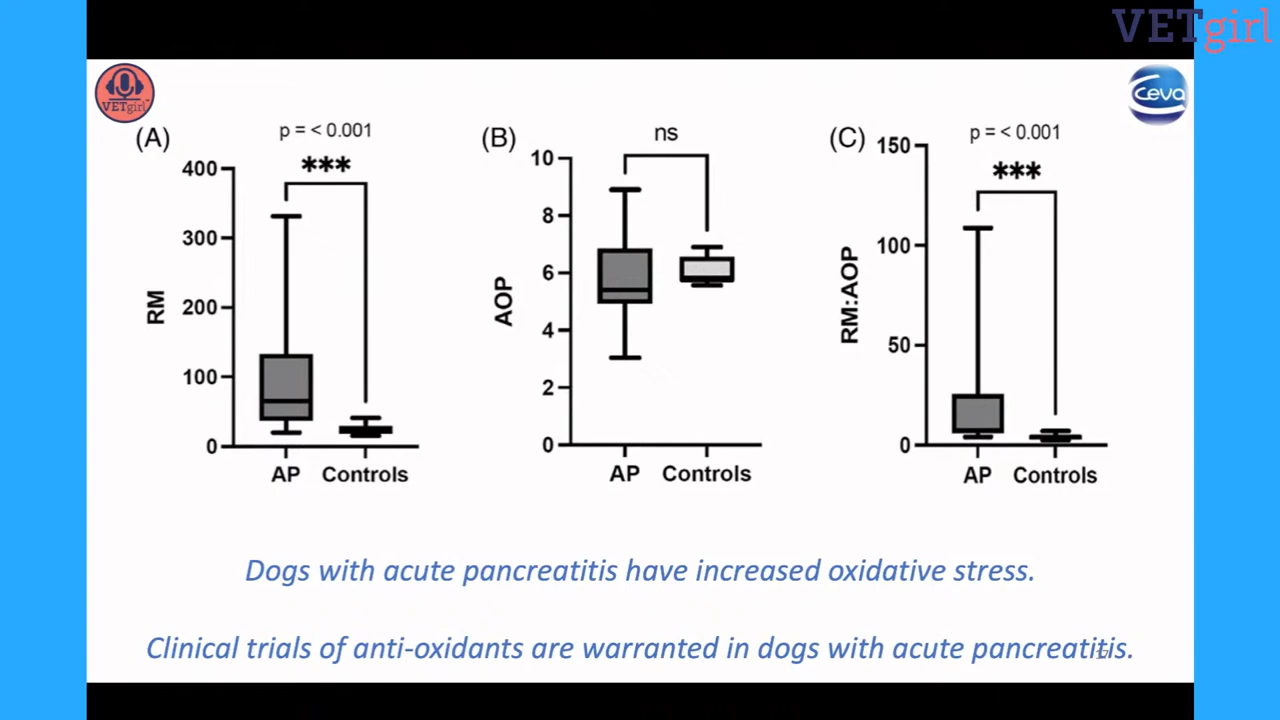 VETgirl
VETgirl
ceva
(A)
p = < 0.001
***
RM
400
300
200
100
0
AP
Controls
(B)
ns
AOP
10
8
6
4
2
0
AP
Controls
(C)
p = < 0.001
***
RM:AOP
150
100
50
0
AP
Controls
Dogs with acute pancreatitis have increased oxidative stress.
Clinical trials of anti-oxidants are warranted in dogs with acute pancreatitis.